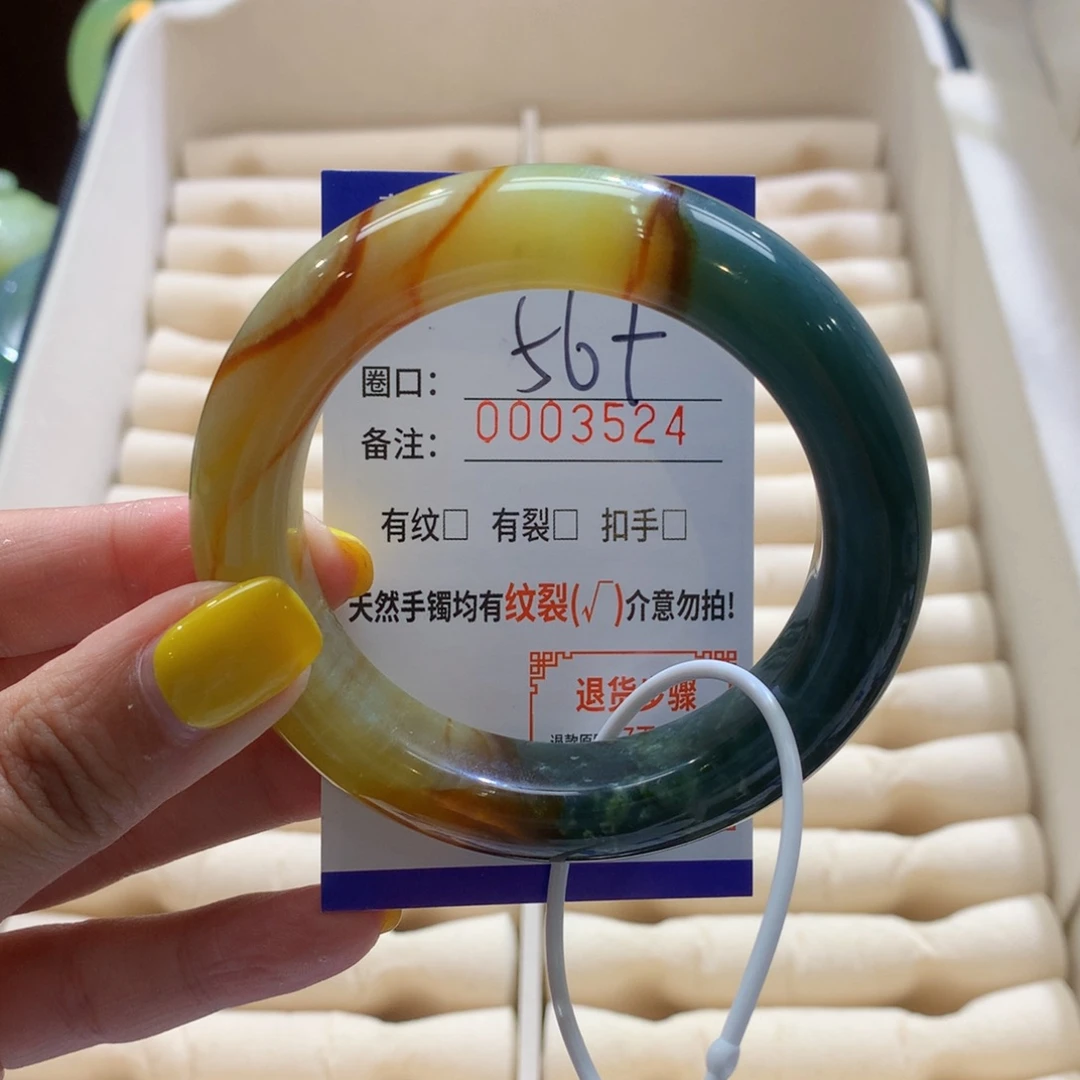 圈口: 56+
备注: 0003524
有纹□ 有裂□ 扣手□
天然手镯均有纹裂(√)介意勿拍!
退货步骤